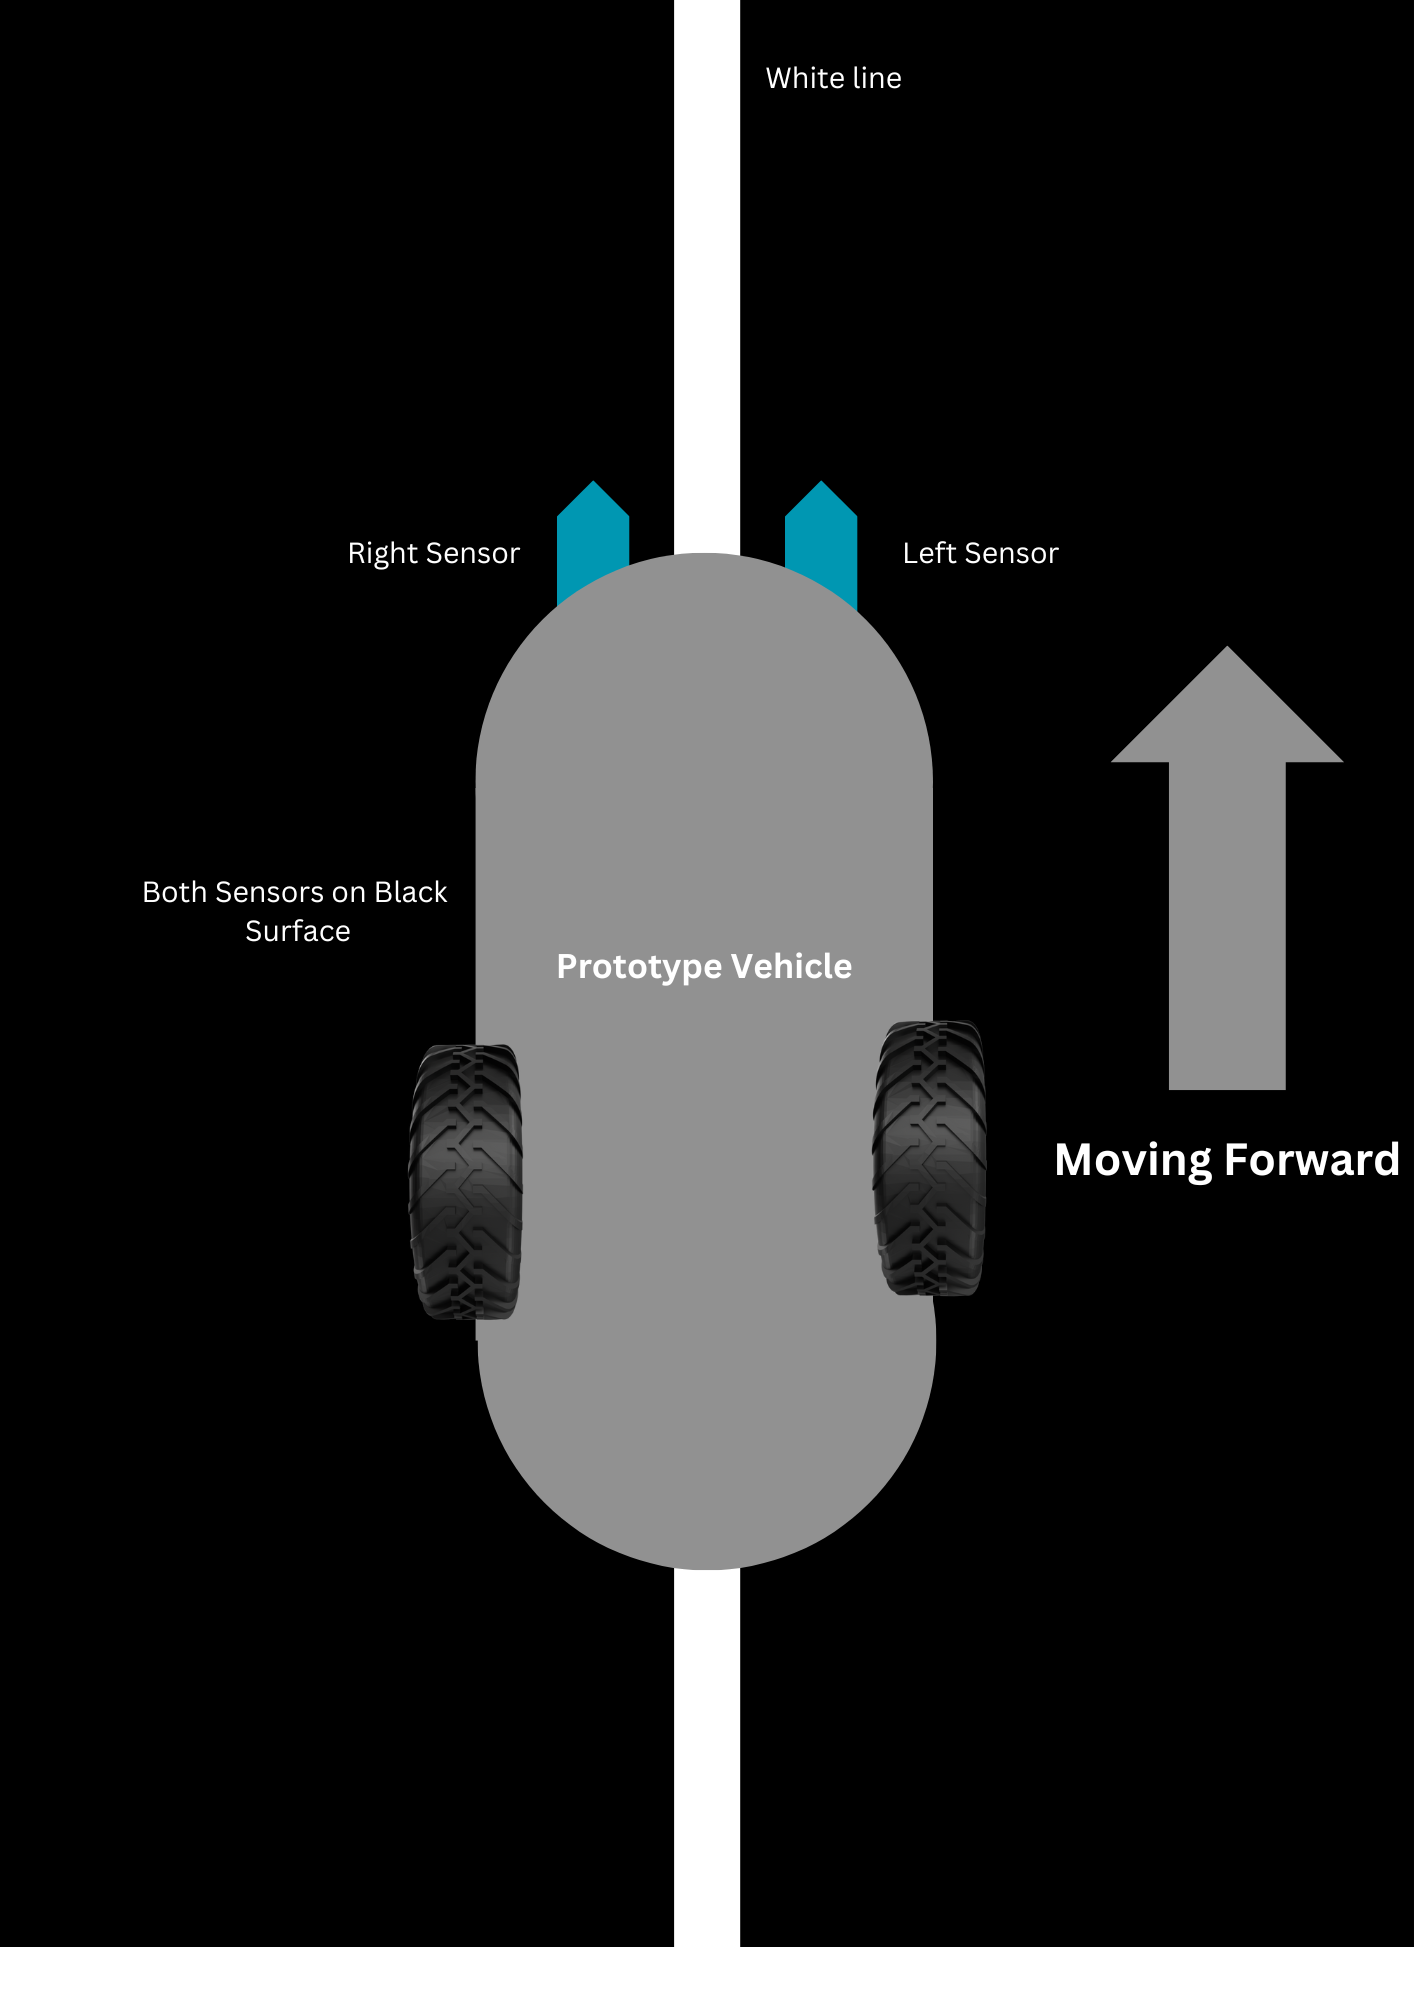 White line
Right Sensor
Left Sensor
Both Sensors on Black
Surface
Prototype Vehicle
Moving Forward